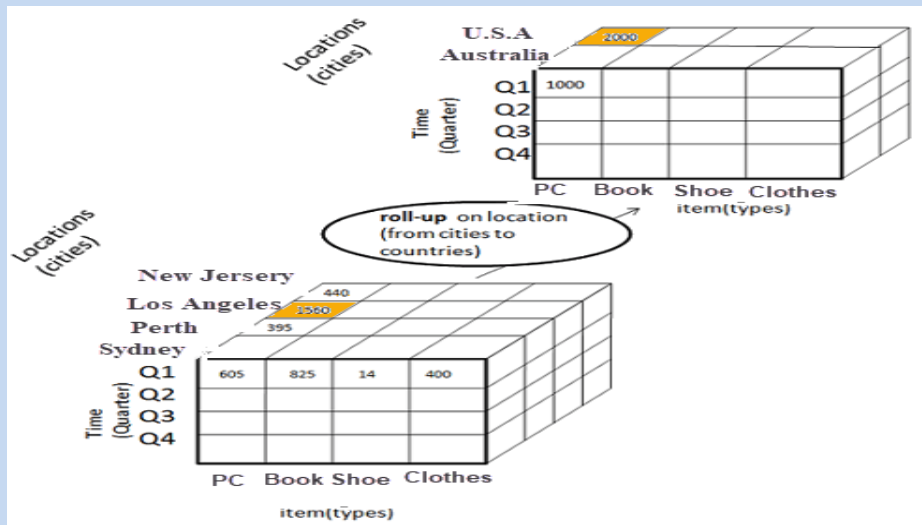 Locations
(cities)
U.S.A
2000
Australia
Q1
1000
Q2
Q3
Q4
Time
(Quarter)
PC Book Shoe Clothes
item(types)
roll-up on location
(from cities to
countries)
Locations
(cities)
New Jersery
440
Los Angeles
1560
Perth
395
Sydney
Q1
605 825 14 400
Q2
Q3
Q4
Time
(Quarter)
PC Book Shoe Clothes
item(types)